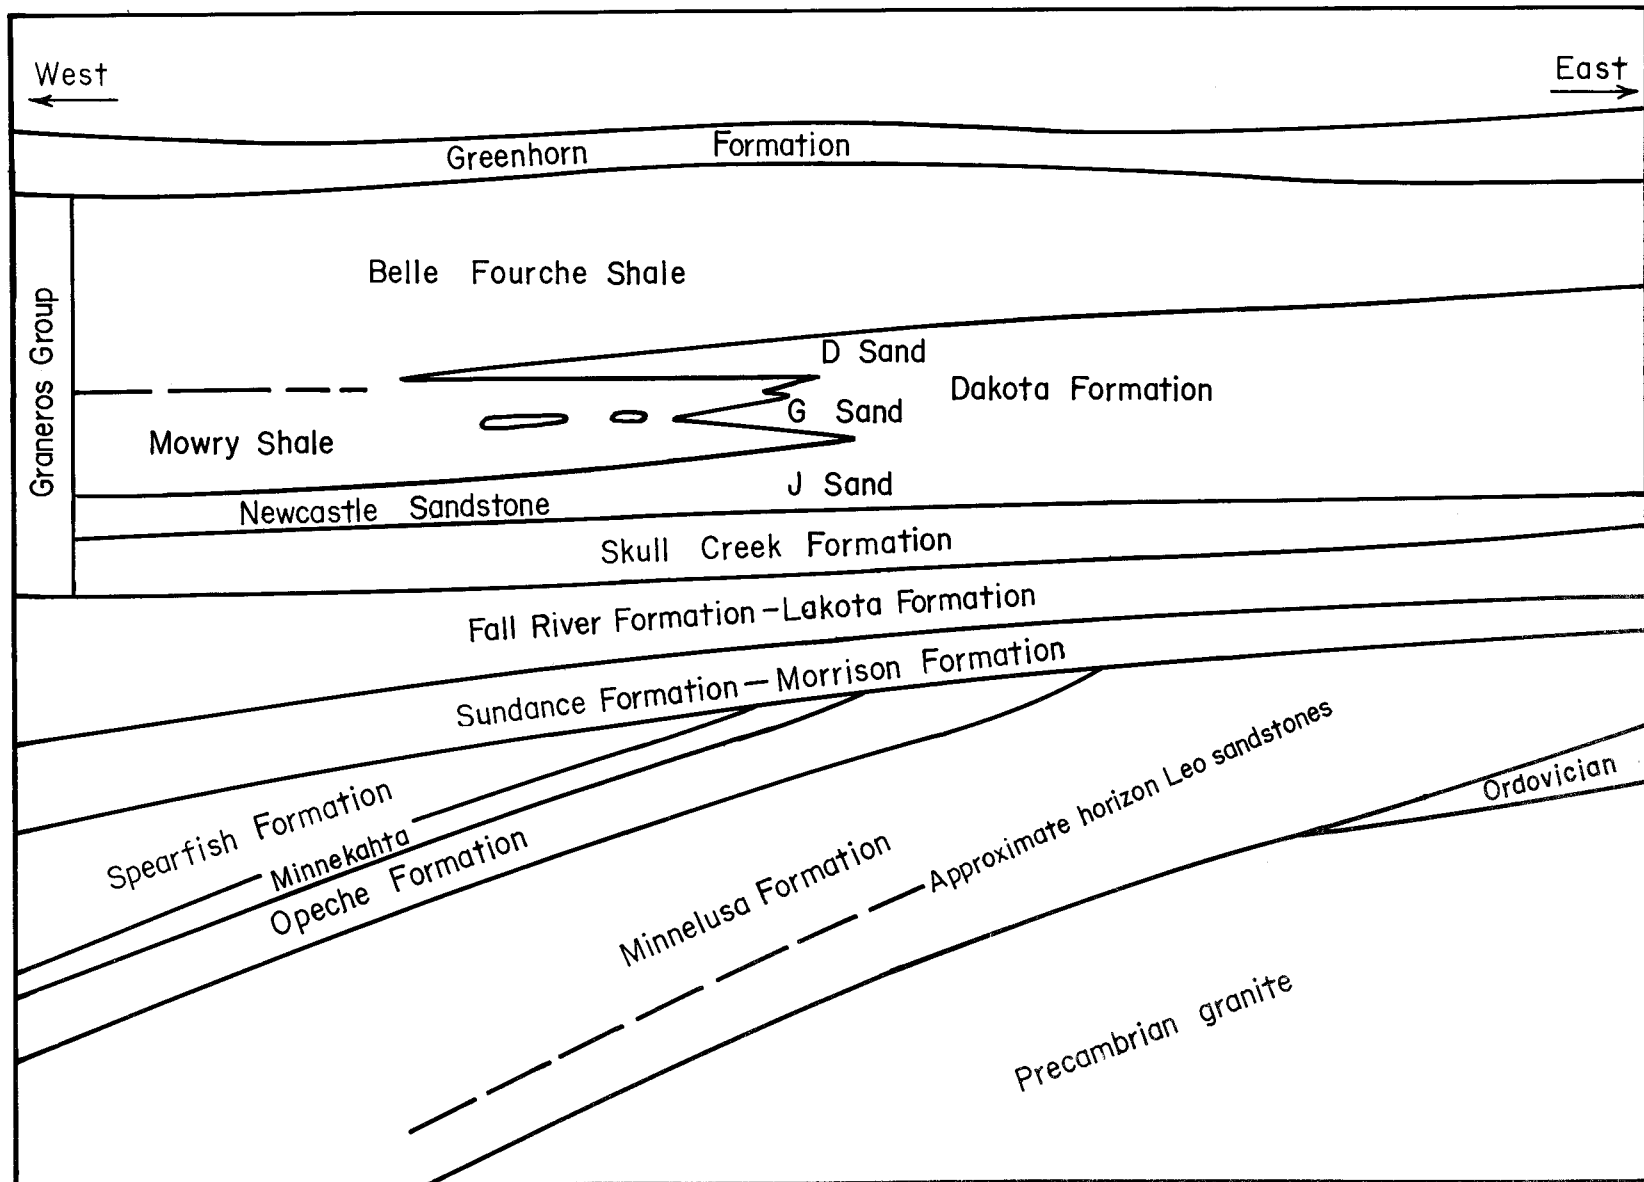 West
East
Greenhorn Formation
Belle Fourche Shale
Graneros Group
D Sand
Dakota Formation
G Sand
Mowry Shale
J Sand
Newcastle Sandstone
Skull Creek Formation
Fall River Formation – Lakota Formation
Sundance Formation – Morrison Formation
Spearfish Formation
Minnekahta
Opeche Formation
Minnelusa Formation
Approximate horizon Leo sandstones
Ordovician
Precambrian granite